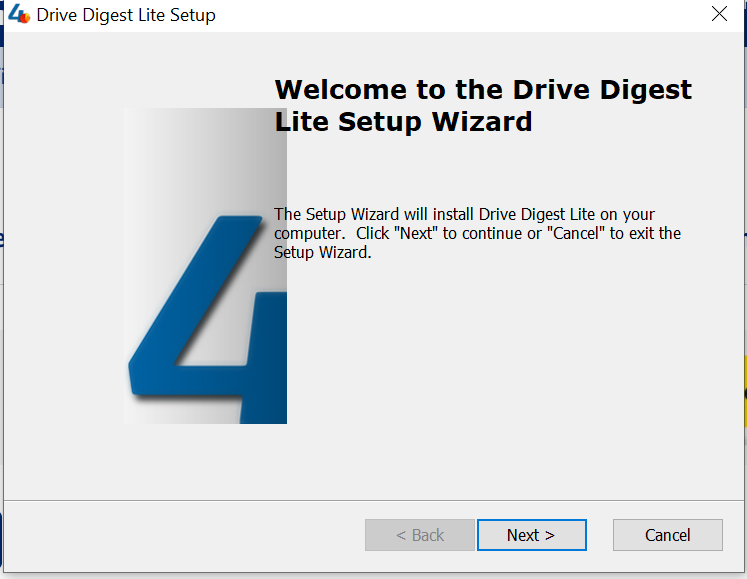 Drive Digest Lite Setup
Welcome to the Drive Digest
Lite Setup Wizard
The Setup Wizard will install Drive Digest Lite on your
computer.  Click "Next" to continue or "Cancel" to exit the
Setup Wizard.
< Back
Next >
Cancel